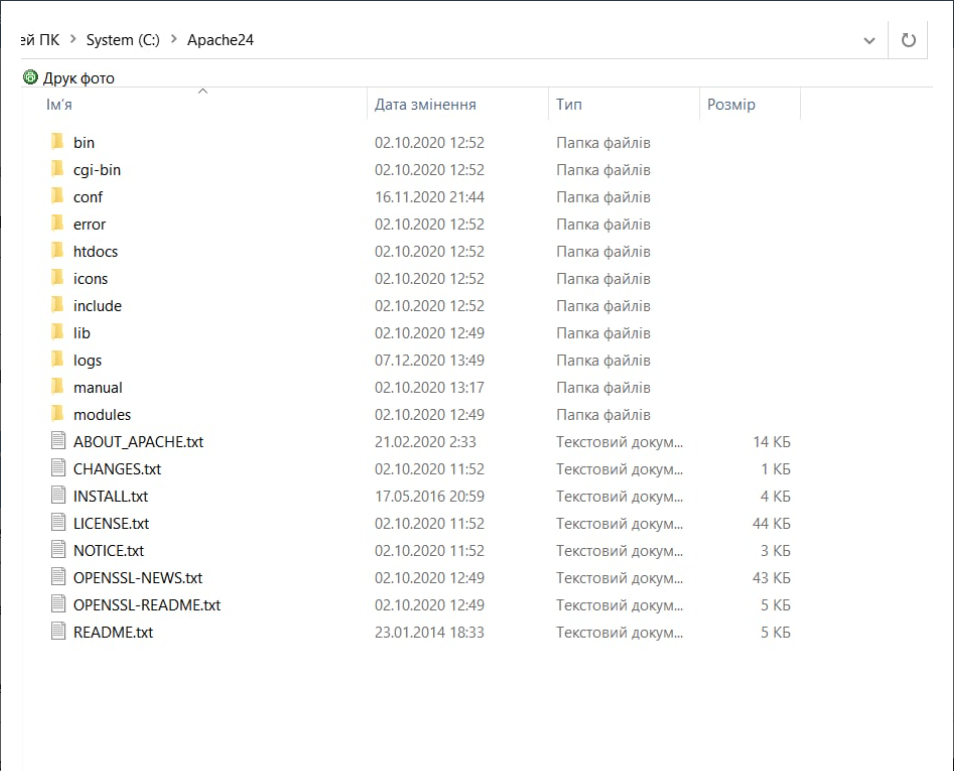 ей ПК > System (C:) > Apache24
Друк фото
Ім'я Дата змінення Тип Розмір
bin 02.10.2020 12:52 Папка файлів
cgi-bin 02.10.2020 12:52 Папка файлів
conf 16.11.2020 21:44 Папка файлів
error 02.10.2020 12:52 Папка файлів
htdocs 02.10.2020 12:52 Папка файлів
icons 02.10.2020 12:52 Папка файлів
include 02.10.2020 12:52 Папка файлів
lib 02.10.2020 12:49 Папка файлів
logs 07.12.2020 13:49 Папка файлів
manual 02.10.2020 13:17 Папка файлів
modules 02.10.2020 12:49 Папка файлів
ABOUT_APACHE.txt 21.02.2020 2:33 Текстовий докум... 14 КБ
CHANGES.txt 02.10.2020 11:52 Текстовий докум... 1 КБ
INSTALL.txt 17.05.2016 20:59 Текстовий докум... 4 КБ
LICENSE.txt 02.10.2020 11:52 Текстовий докум... 44 КБ
NOTICE.txt 02.10.2020 11:52 Текстовий докум... 3 КБ
OPENSSL-NEWS.txt 02.10.2020 12:49 Текстовий докум... 43 КБ
OPENSSL-README.txt 02.10.2020 12:49 Текстовий докум... 5 КБ
README.txt 23.01.2014 18:33 Текстовий докум... 5 КБ